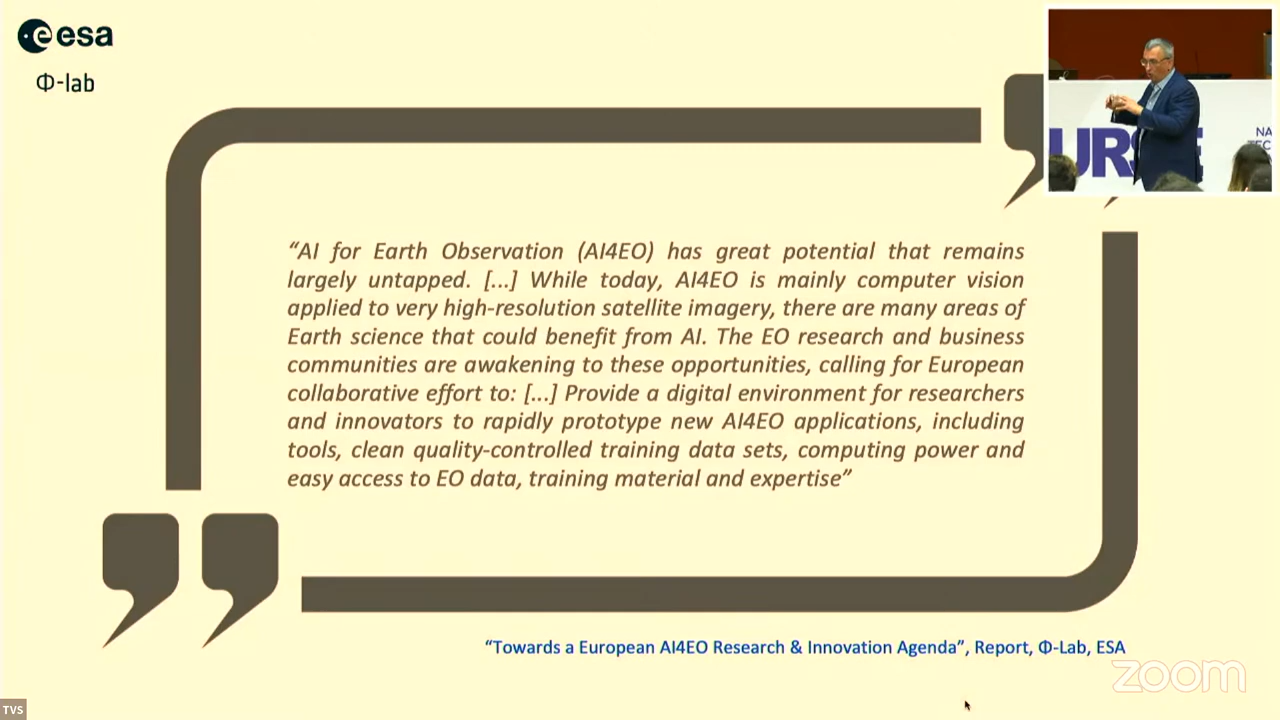 esa
Φ-lab
“AI for Earth Observation (AI4EO) has great potential that remains
largely untapped. [...] While today, AI4EO is mainly computer vision
applied to very high-resolution satellite imagery, there are many areas of
Earth science that could benefit from AI. The EO research and business
communities are awakening to these opportunities, calling for European
collaborative effort to: [...] Provide a digital environment for researchers
and innovators to rapidly prototype new AI4EO applications, including
tools, clean quality-controlled training data sets, computing power and
easy access to EO data, training material and expertise”
“Towards a European AI4EO Research & Innovation Agenda”, Report, Φ-Lab, ESA
zoom
TVS